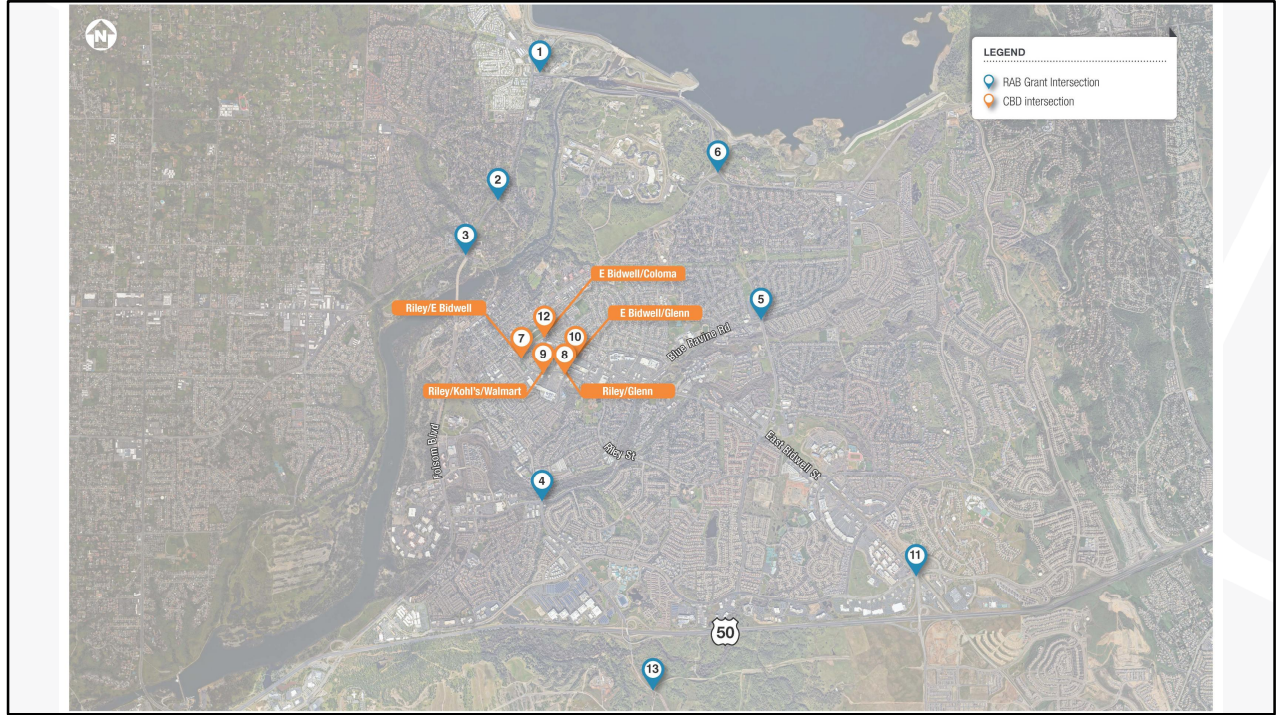 N
1
LEGEND
RAB Grant Intersection
CBD intersection
6
2
3
E Bidwell/Coloma
5
Riley/E Bidwell
12
E Bidwell/Glenn
7
10
9
8
Blue Ravine Rd
Riley/Kohl's/Walmart
Riley/Glenn
Folsom Blvd
Riley St
East Bidwell St
4
11
50
13